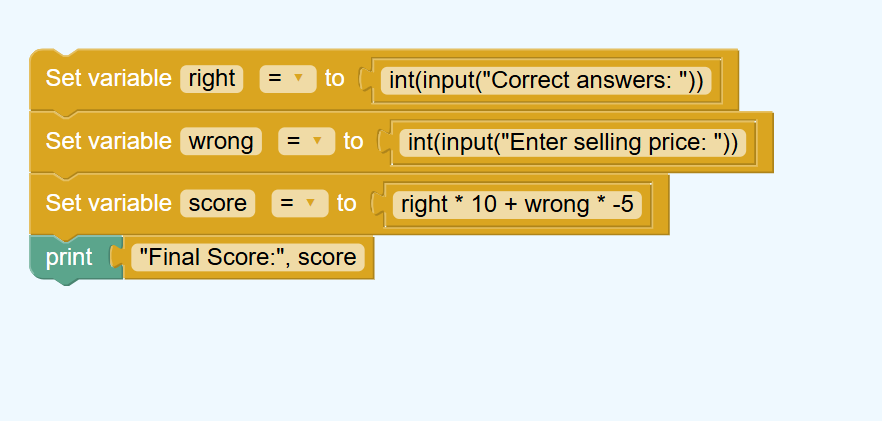 Set variable right = to int(input("Correct answers: "))
Set variable wrong = to int(input("Enter selling price: "))
Set variable score = to right * 10 + wrong * -5
print "Final Score:", score